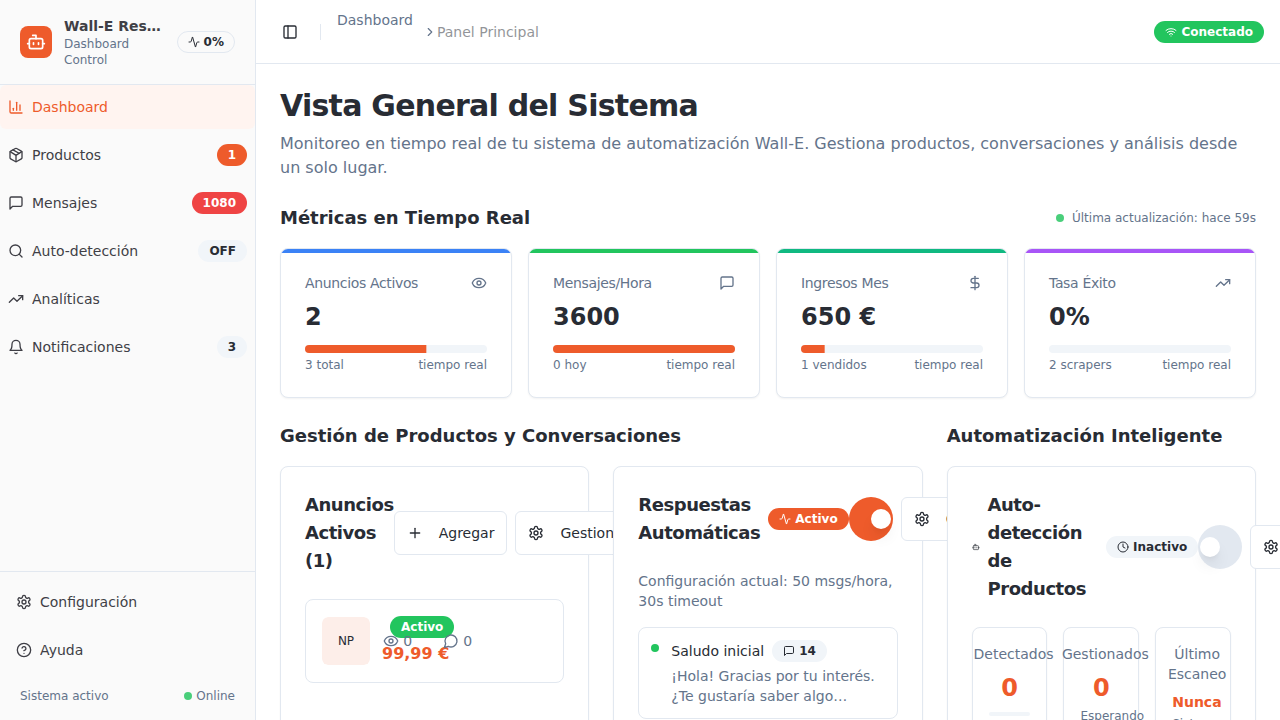 Wall-E Res…
Dashboard
Control
0%
Dashboard
Productos
1
Mensajes
1080
Auto-detección
OFF
Analíticas
Notificaciones
3
Configuración
Ayuda
Sistema activo
Online
Dashboard
Panel Principal
Conectado
Vista General del Sistema
Monitoreo en tiempo real de tu sistema de automatización Wall-E. Gestiona productos, conversaciones y análisis desde
un solo lugar.
Métricas en Tiempo Real
Última actualización: hace 59s
Anuncios Activos
2
3 total
tiempo real
Mensajes/Hora
3600
0 hoy
tiempo real
Ingresos Mes
650 €
1 vendidos
tiempo real
Tasa Éxito
0%
2 scrapers
tiempo real
Gestión de Productos y Conversaciones
Anuncios
Activos
(1)
Agregar
Gestion
NP
Activo
0
0
99,99 €
Respuestas
Automáticas
Activo
Configuración actual: 50 msgs/hora,
30s timeout
Saludo inicial
14
¡Hola! Gracias por tu interés.
¿Te gustaría saber algo…
Automatización Inteligente
Auto-
detección
de
Productos
Inactivo
Detectados
0
Gestionados
0
Esperando
Último
Escaneo
Nunca